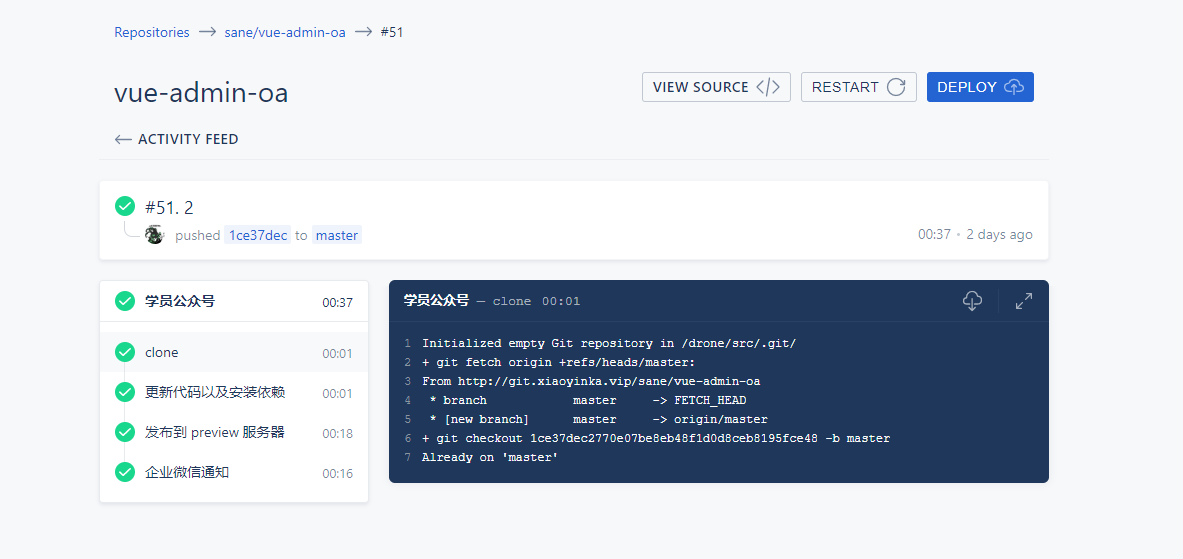 Repositories → sane/vue-admin-oa → #51
vue-admin-oa
VIEW SOURCE </>
RESTART
DEPLOY
← ACTIVITY FEED
#51. 2
pushed 1ce37dec to master
00:37 • 2 days ago
学员公众号 00:37
clone 00:01
更新代码以及安装依赖 00:01
发布到 preview 服务器 00:18
企业微信通知 00:16
学员公众号 — clone 00:01
1 Initialized empty Git repository in /drone/src/.git/
2 + git fetch origin +refs/heads/master:
3 From http://git.xiaoyinka.vip/sane/vue-admin-oa
4 * branch master -> FETCH_HEAD
5 * [new branch] master -> origin/master
6 + git checkout 1ce37dec2770e07be8eb48f1d0d8ceb8195fce48 -b master
7 Already on 'master'